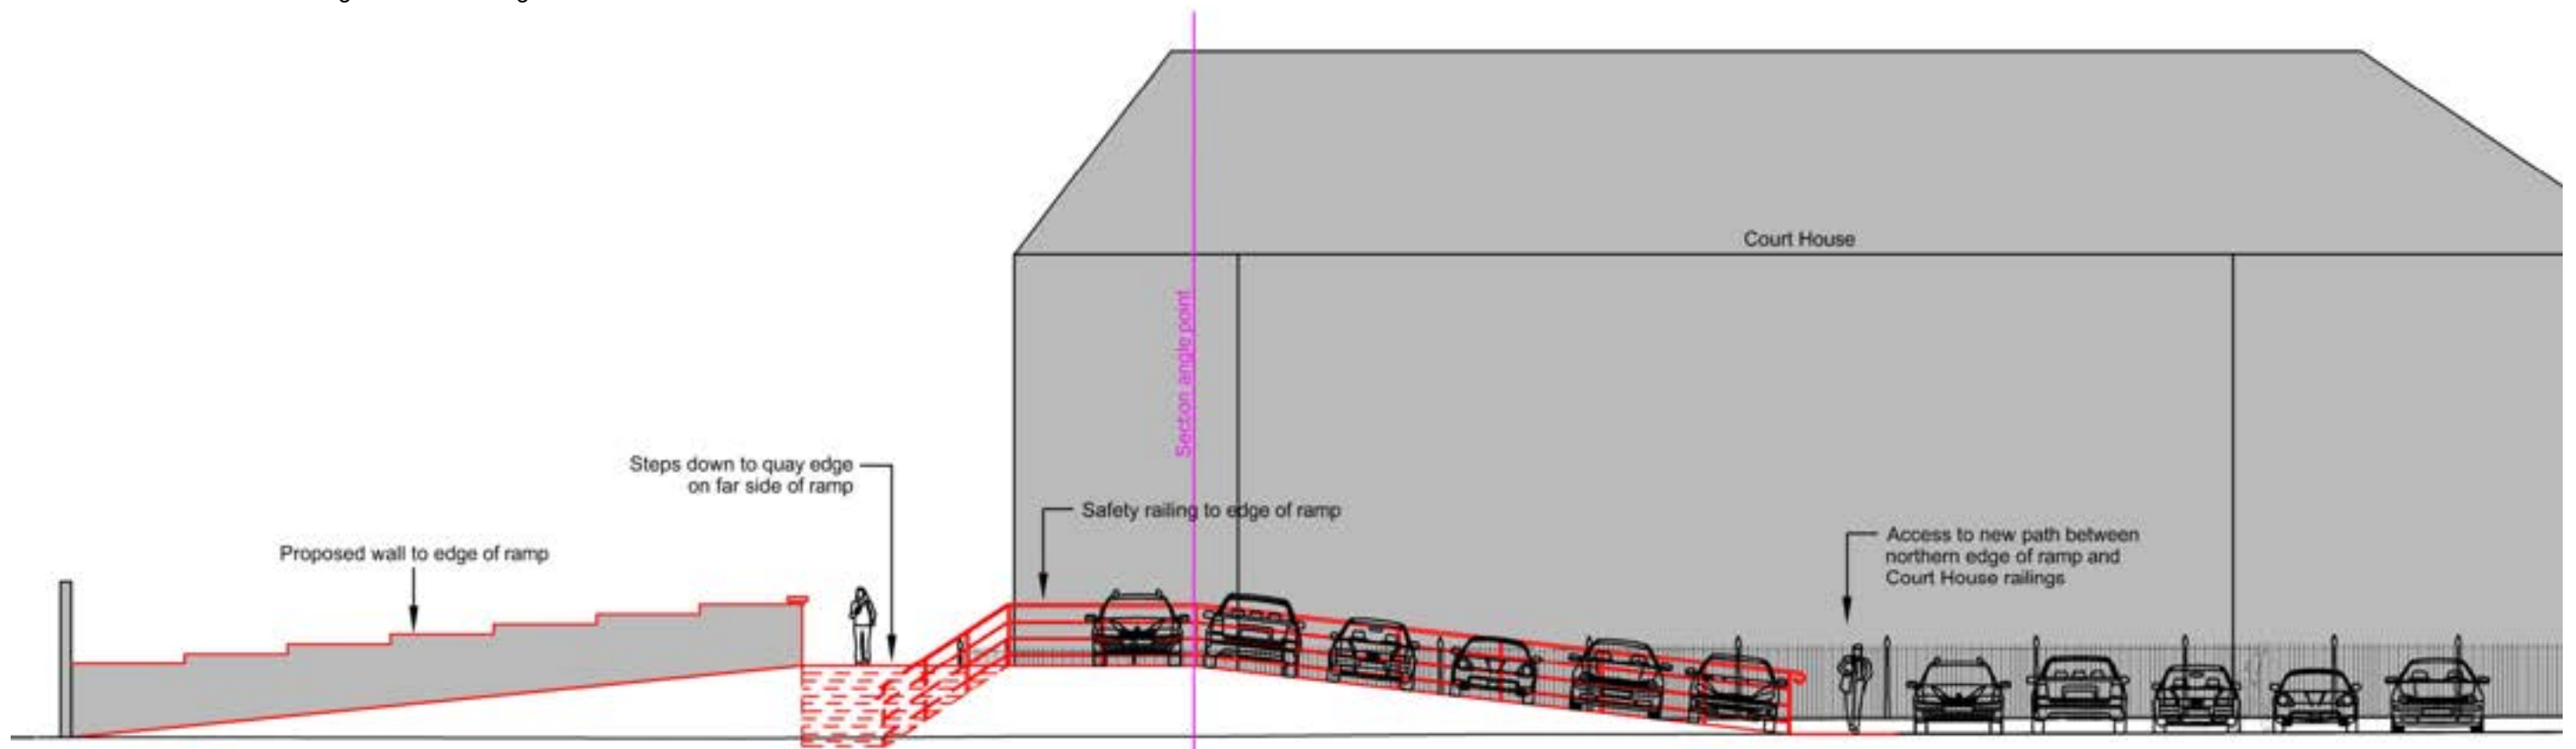 Court House
Section angle point
Steps down to quay edge
on far side of ramp
Safety railing to edge of ramp
Access to new path between
northern edge of ramp and
Court House railings
Proposed wall to edge of ramp